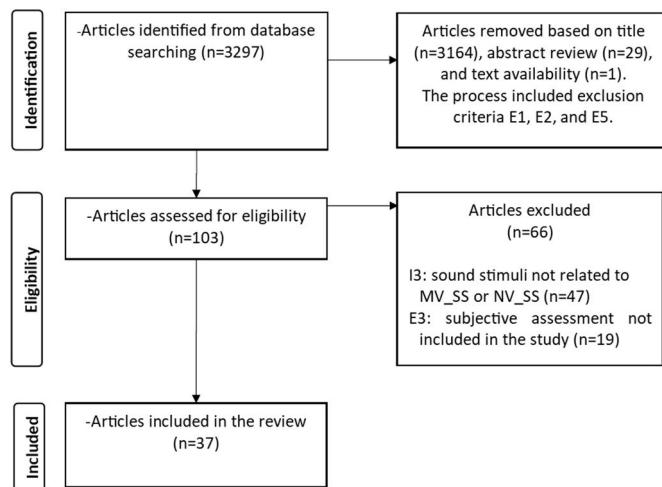 Identification
-Articles identified from database
searching (n=3297)
Articles removed based on title
(n=3164), abstract review (n=29),
and text availability (n=1).
The process included exclusion
criteria E1, E2, and E5.
Eligibility
-Articles assessed for eligibility
(n=103)
Articles excluded
(n=66)
I3: sound stimuli not related to
MV_SS or NV_SS (n=47)
E3: subjective assessment not
included in the study (n=19)
Included
-Articles included in the review
(n=37)